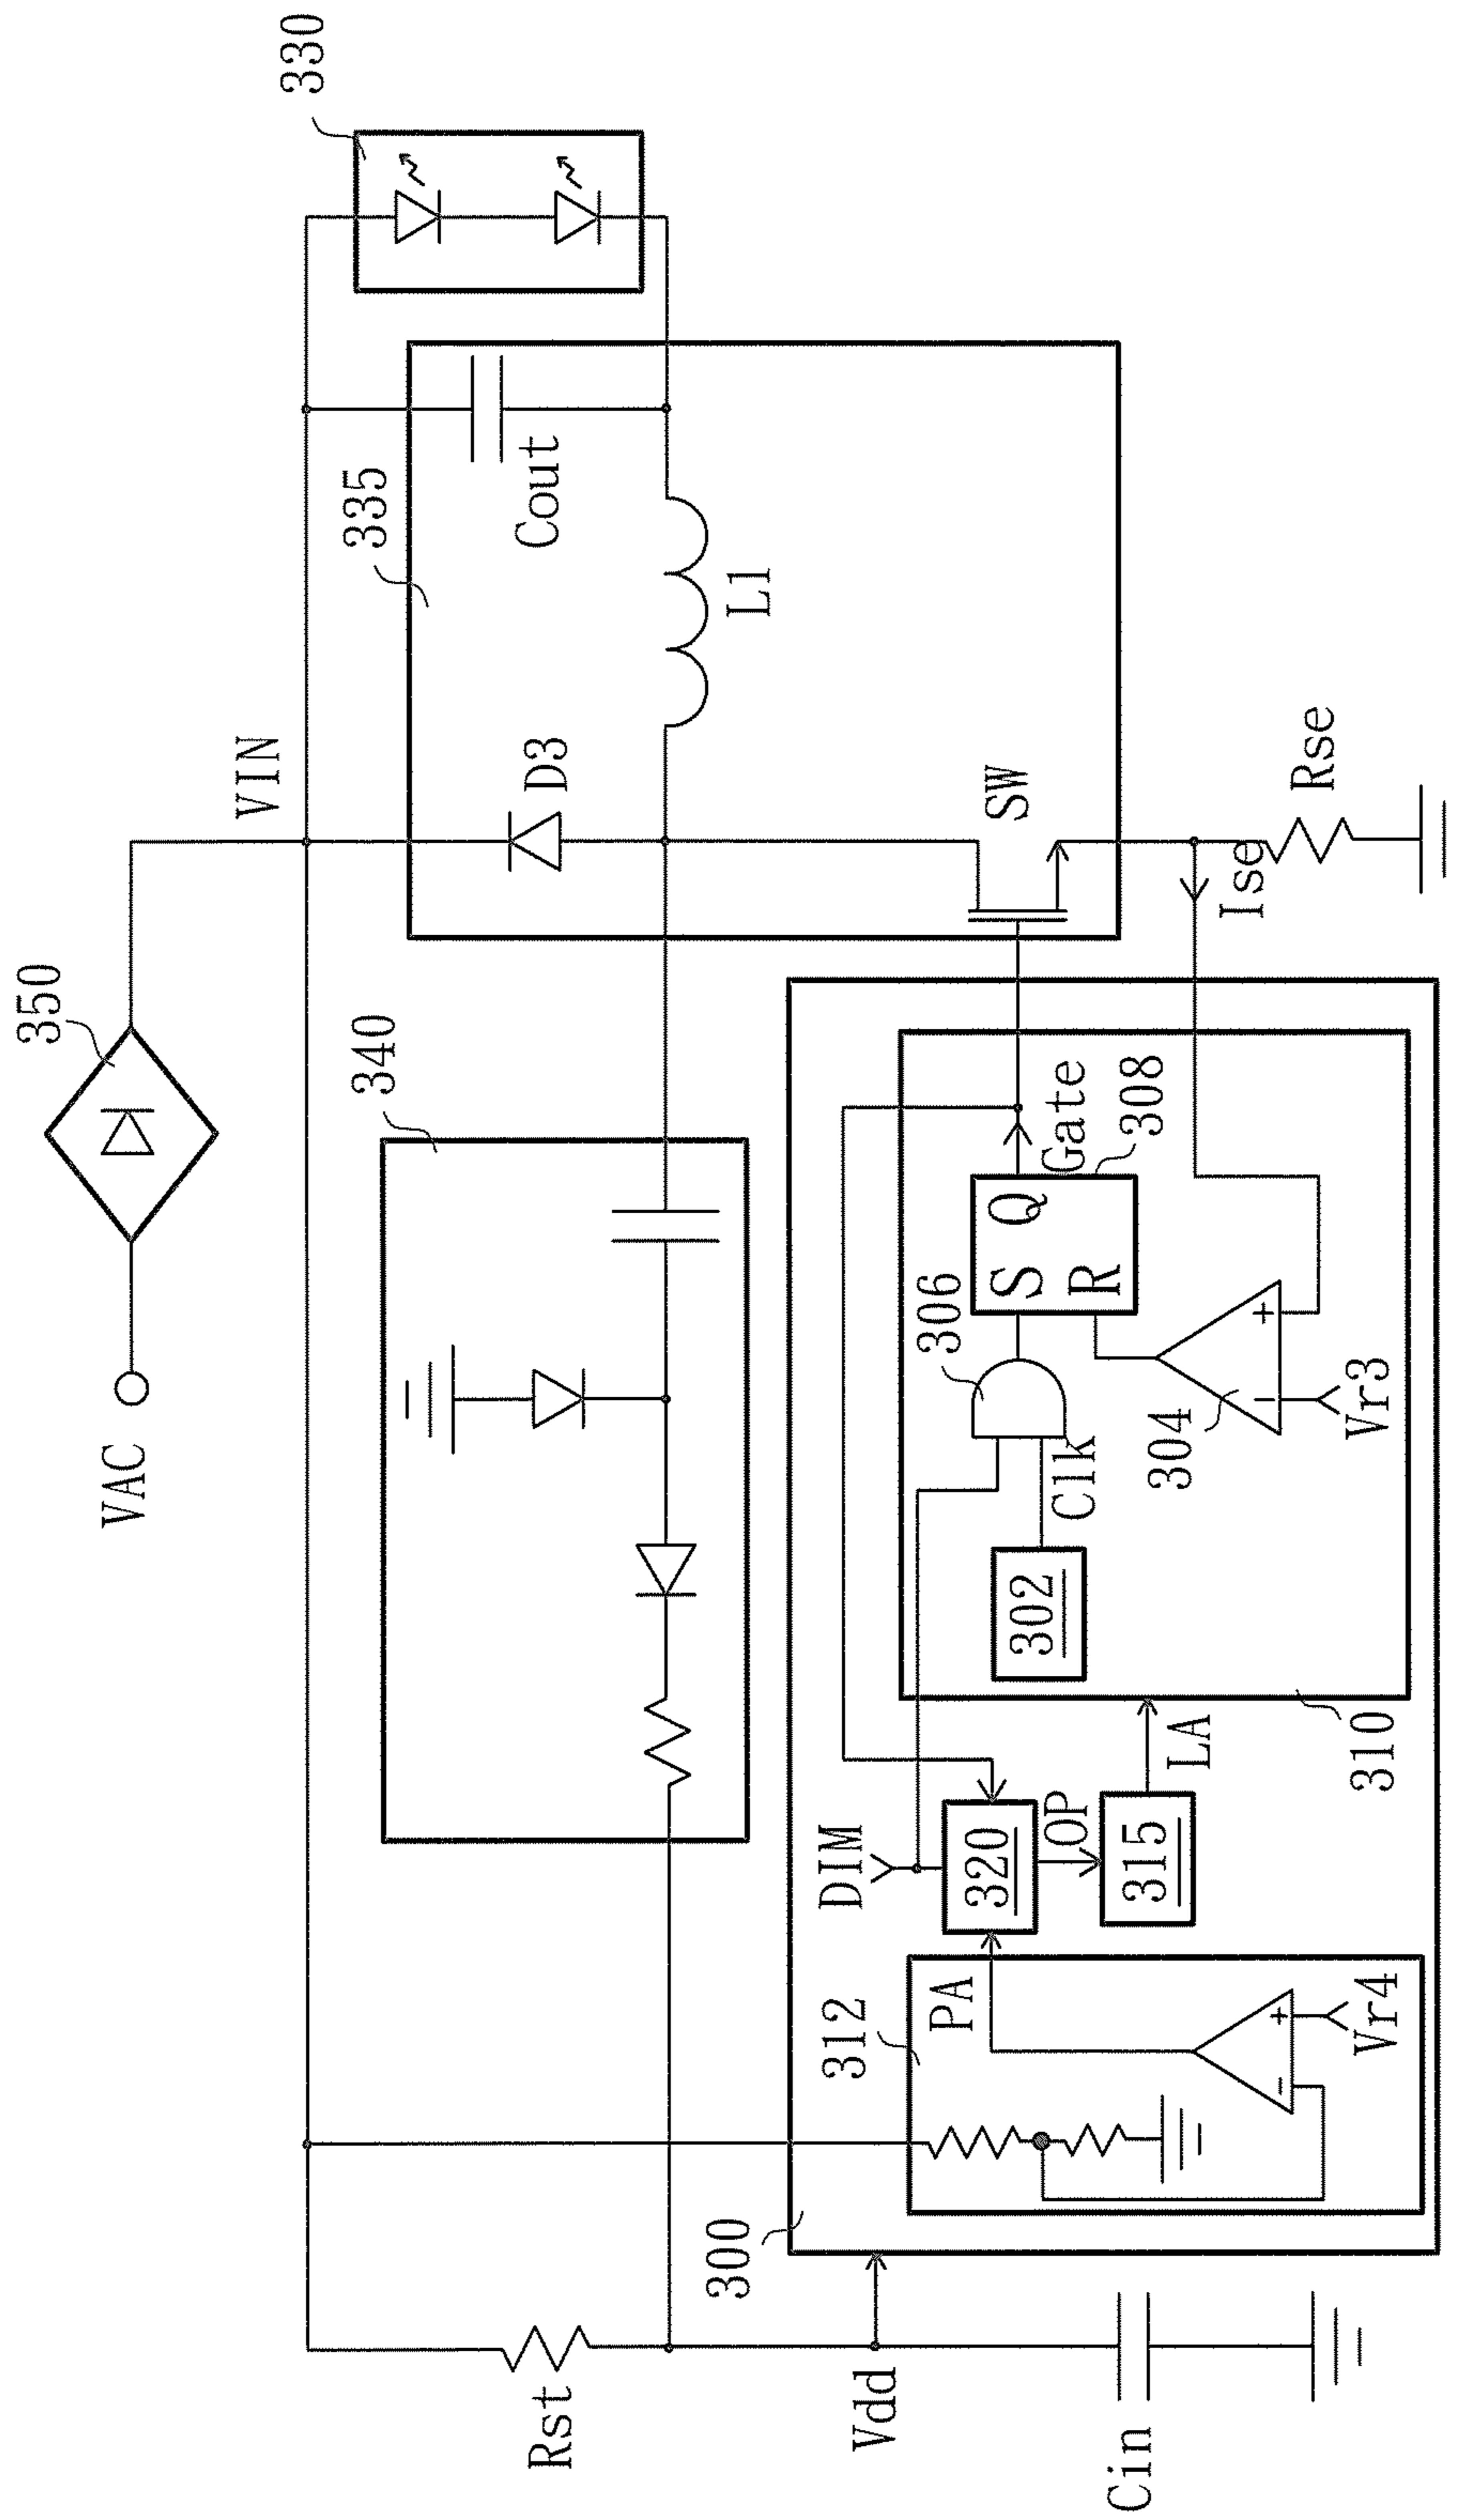 VAC
350
VIN
330
335
Cout
L1
D3
SW
Rse
Ise
340
Rst
Vdd
Cin
300
312
PA
Vr4
+
-
DIM
320
OP
315
LA
310
302
Clk
306
S
Q
R
308
Gate
304
+
-
Vr3